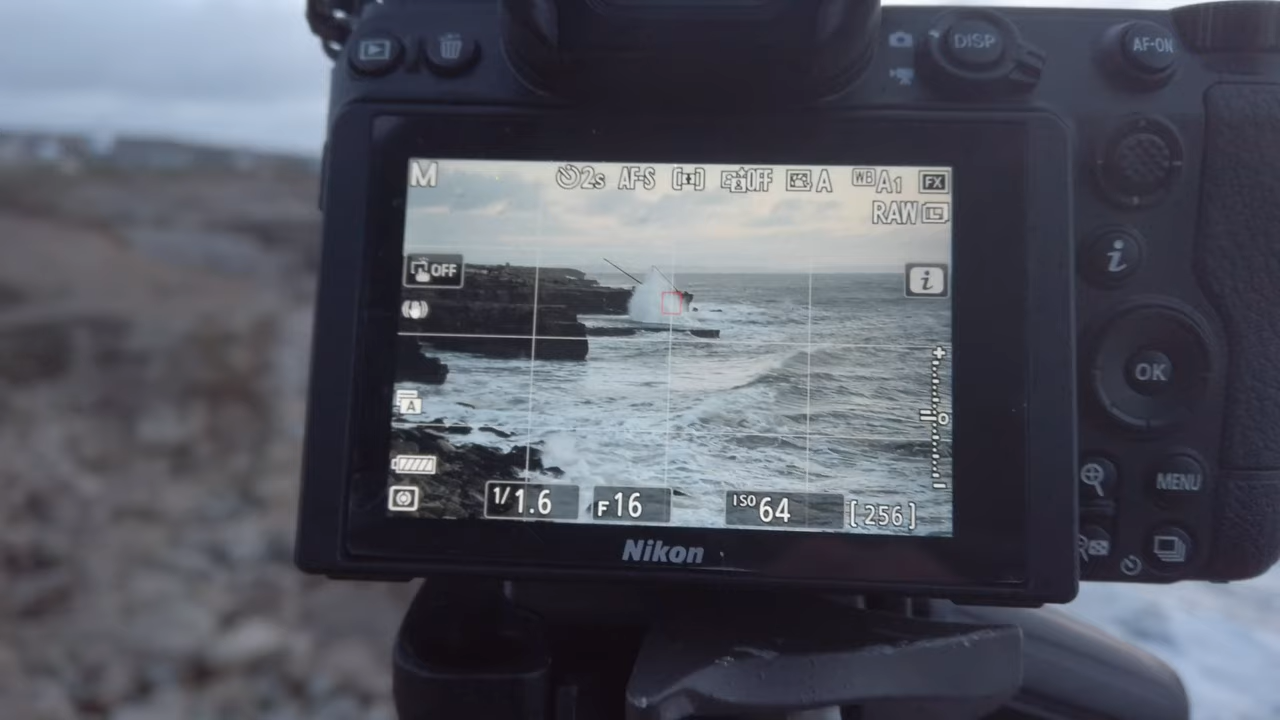 DISP
AF-ON
M 2s AF-S OFF A WB A1 FX
RAW L
OFF
i
i
A
OK
MENU
1/1.6 F16 ISO 64 [256]
Nikon